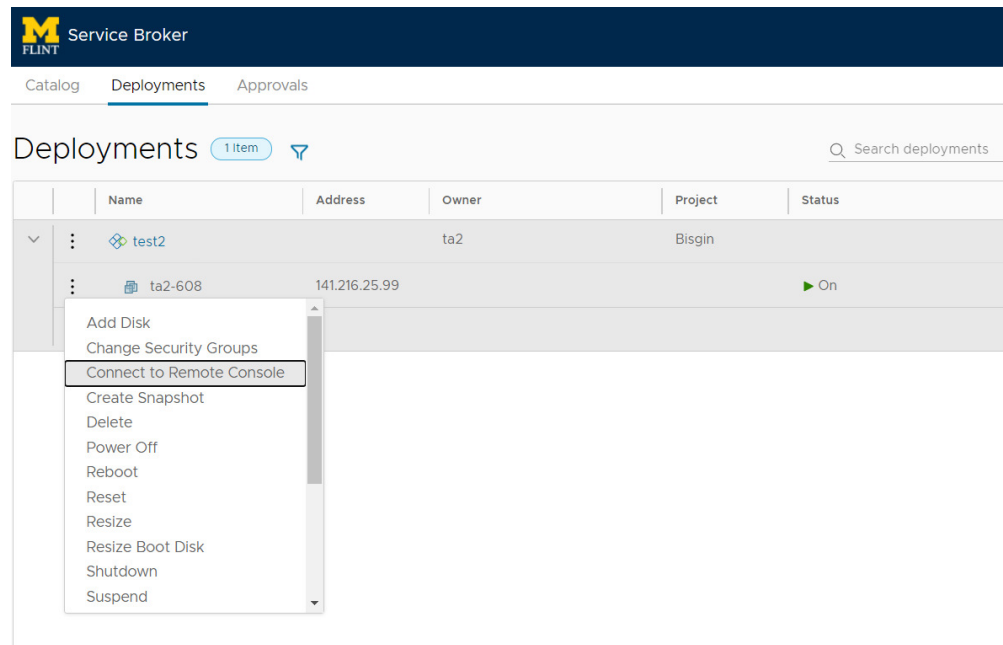 M
FLINT
Service Broker
Catalog Deployments Approvals
Deployments 1 Item Search deployments
Name Address Owner Project Status
test2 ta2 Bisgin
ta2-608 141.216.25.99 On
Add Disk
Change Security Groups
Connect to Remote Console
Create Snapshot
Delete
Power Off
Reboot
Reset
Resize
Resize Boot Disk
Shutdown
Suspend